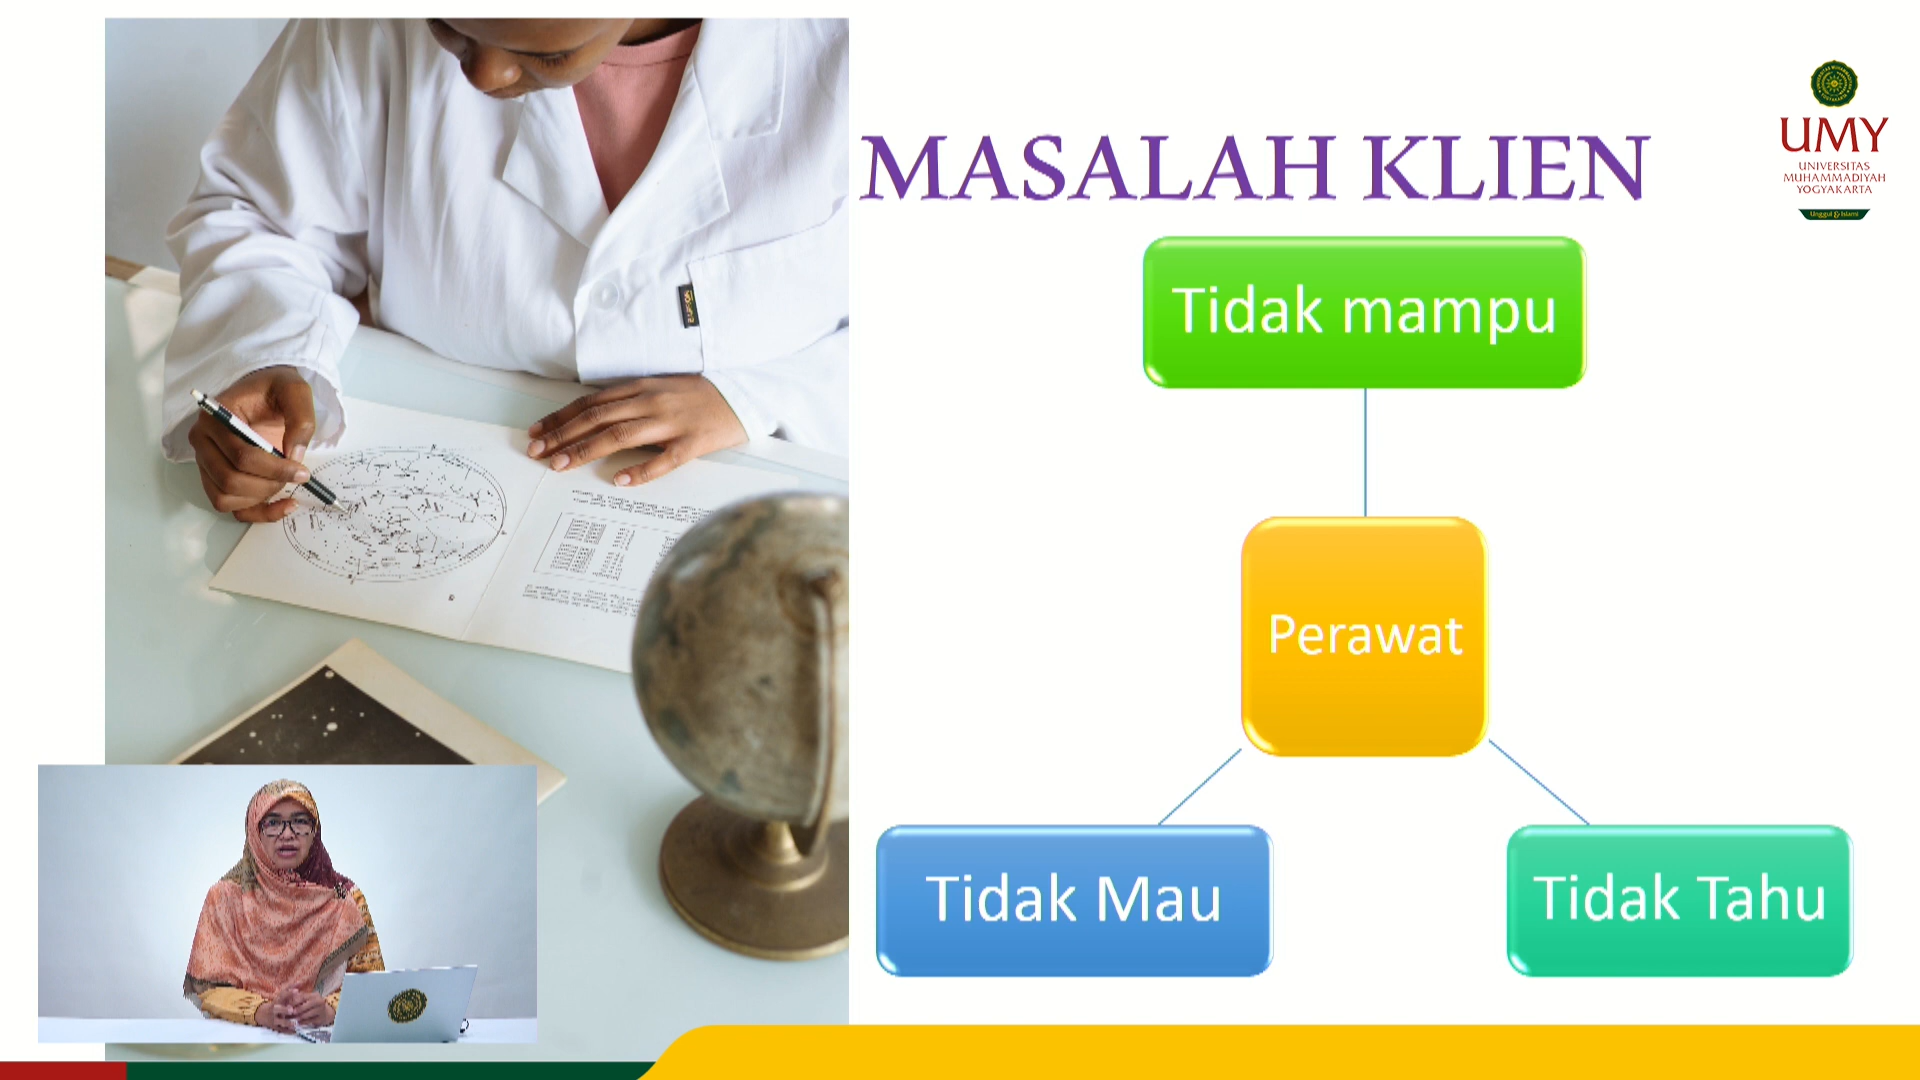 MASALAH KLIEN
UMY
UNIVERSITAS
MUHAMMADIYAH
YOGYAKARTA
Unggul & Islami
Tidak mampu
Perawat
Tidak Mau
Tidak Tahu